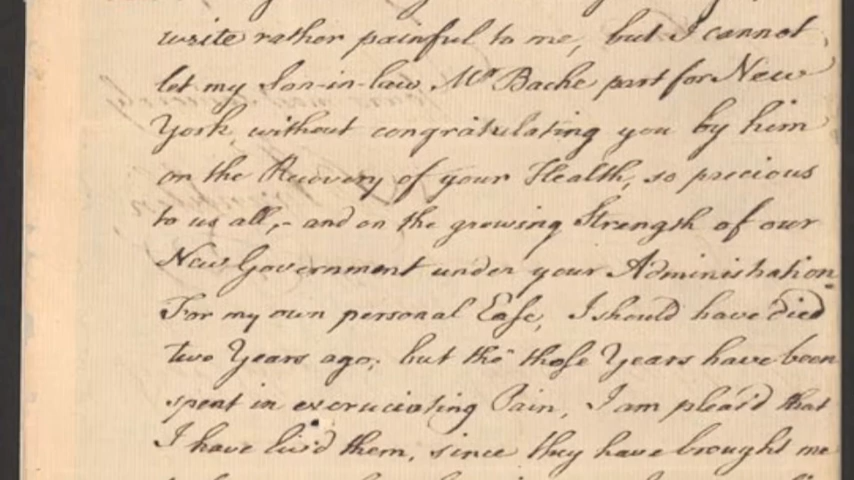 write rather painful to me, but I cannot
let my Son-in-law Mr Bache part for New
York without congratulating you by him
on the Recovery of your Health, so precious
to us all,- and on the growing Strength of our
New Government under your Administration
For my own personal Ease, I should have died
two Years ago; but tho' those Years have been
spent in excruciating Pain, I am pleas'd that
I have liv'd them, since they have brought me